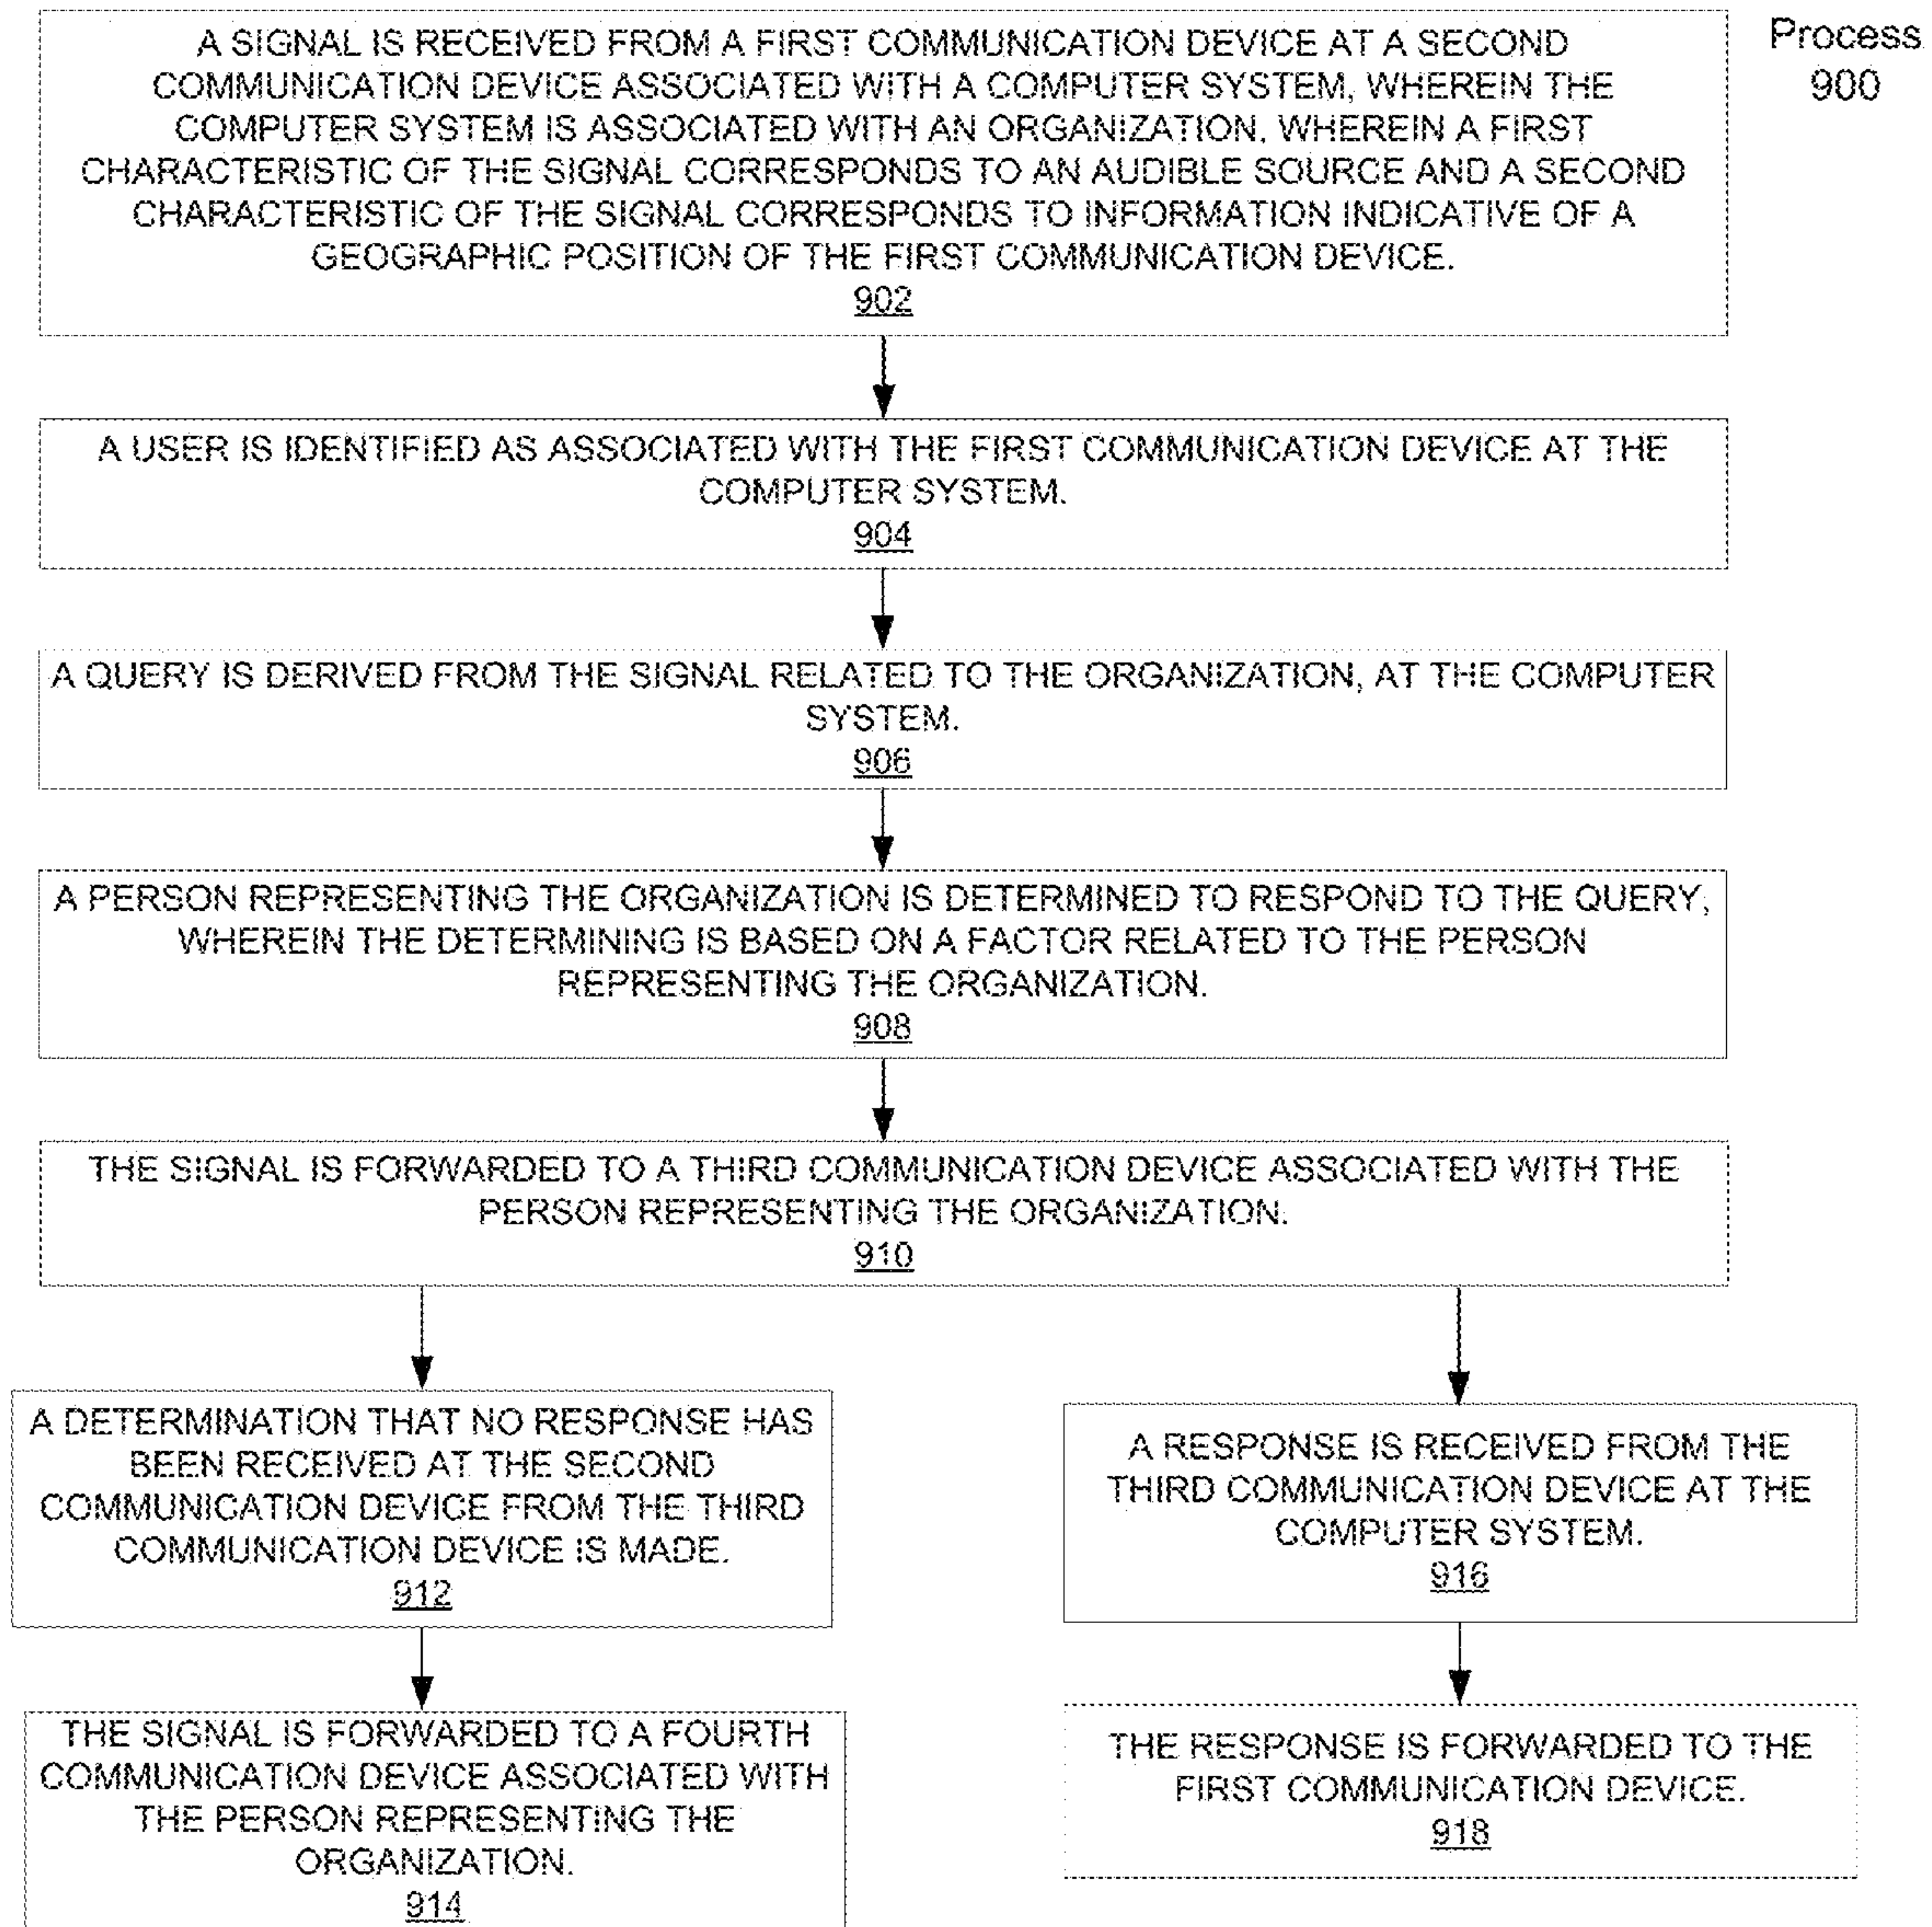 Process
900
A SIGNAL IS RECEIVED FROM A FIRST COMMUNICATION DEVICE AT A SECOND
COMMUNICATION DEVICE ASSOCIATED WITH A COMPUTER SYSTEM, WHEREIN THE
COMPUTER SYSTEM IS ASSOCIATED WITH AN ORGANIZATION, WHEREIN A FIRST
CHARACTERISTIC OF THE SIGNAL CORRESPONDS TO AN AUDIBLE SOURCE AND A SECOND
CHARACTERISTIC OF THE SIGNAL CORRESPONDS TO INFORMATION INDICATIVE OF A
GEOGRAPHIC POSITION OF THE FIRST COMMUNICATION DEVICE.
902
A USER IS IDENTIFIED AS ASSOCIATED WITH THE FIRST COMMUNICATION DEVICE AT THE
COMPUTER SYSTEM.
904
A QUERY IS DERIVED FROM THE SIGNAL RELATED TO THE ORGANIZATION, AT THE COMPUTER
SYSTEM.
906
A PERSON REPRESENTING THE ORGANIZATION IS DETERMINED TO RESPOND TO THE QUERY,
WHEREIN THE DETERMINING IS BASED ON A FACTOR RELATED TO THE PERSON
REPRESENTING THE ORGANIZATION.
908
THE SIGNAL IS FORWARDED TO A THIRD COMMUNICATION DEVICE ASSOCIATED WITH THE
PERSON REPRESENTING THE ORGANIZATION.
910
A DETERMINATION THAT NO RESPONSE HAS
BEEN RECEIVED AT THE SECOND
COMMUNICATION DEVICE FROM THE THIRD
COMMUNICATION DEVICE IS MADE.
912
THE SIGNAL IS FORWARDED TO A FOURTH
COMMUNICATION DEVICE ASSOCIATED WITH
THE PERSON REPRESENTING THE
ORGANIZATION.
914
A RESPONSE IS RECEIVED FROM THE
THIRD COMMUNICATION DEVICE AT THE
COMPUTER SYSTEM.
916
THE RESPONSE IS FORWARDED TO THE
FIRST COMMUNICATION DEVICE.
918